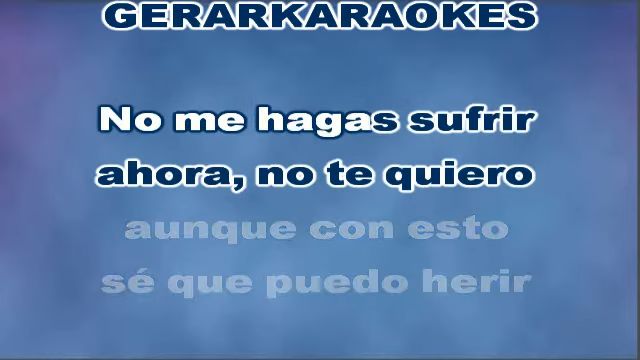 GERARKARAOKES
No me hagas sufrir
ahora, no te quiero
aunque con esto
sé que puedo herir